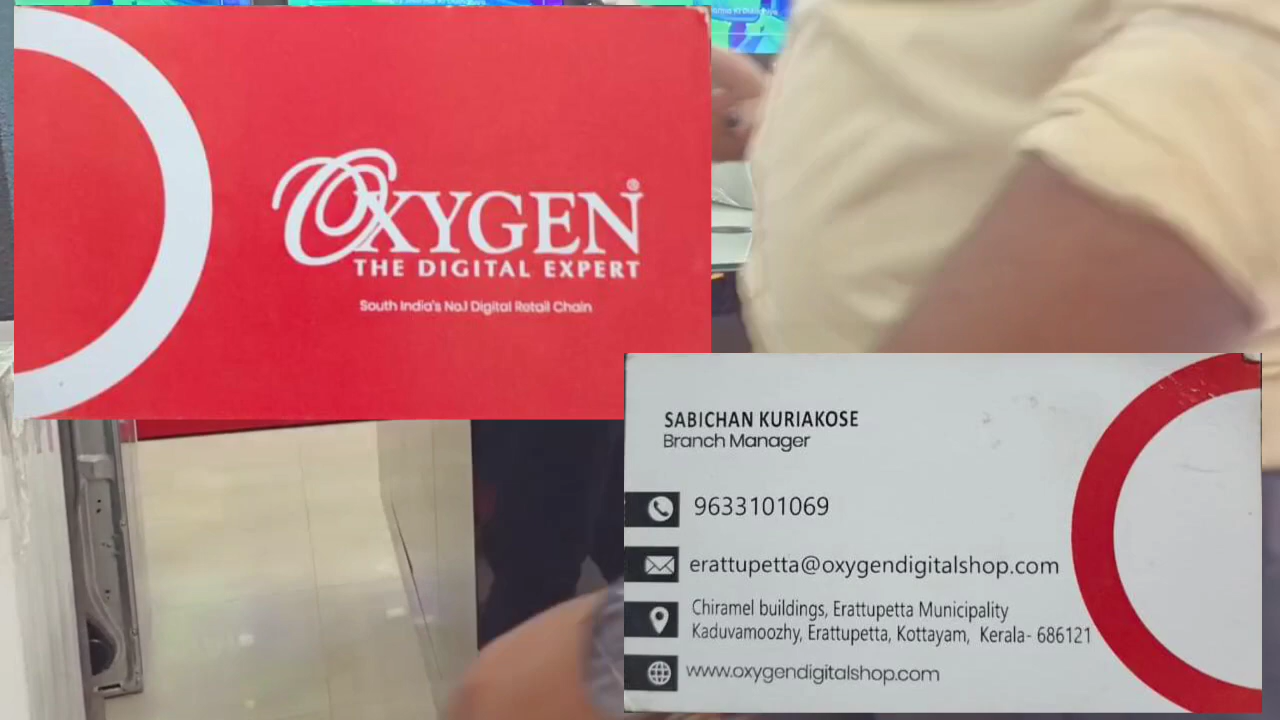 OXYGEN®
THE DIGITAL EXPERT
South India's No.1 Digital Retail Chain
SABICHAN KURIAKOSE
Branch Manager
9633101069
erattupetta@oxygendigitalshop.com
Chiramel buildings, Erattupetta Municipality
Kaduvamoozhy, Erattupetta, Kottayam, Kerala- 686121
www.oxygendigitalshop.com